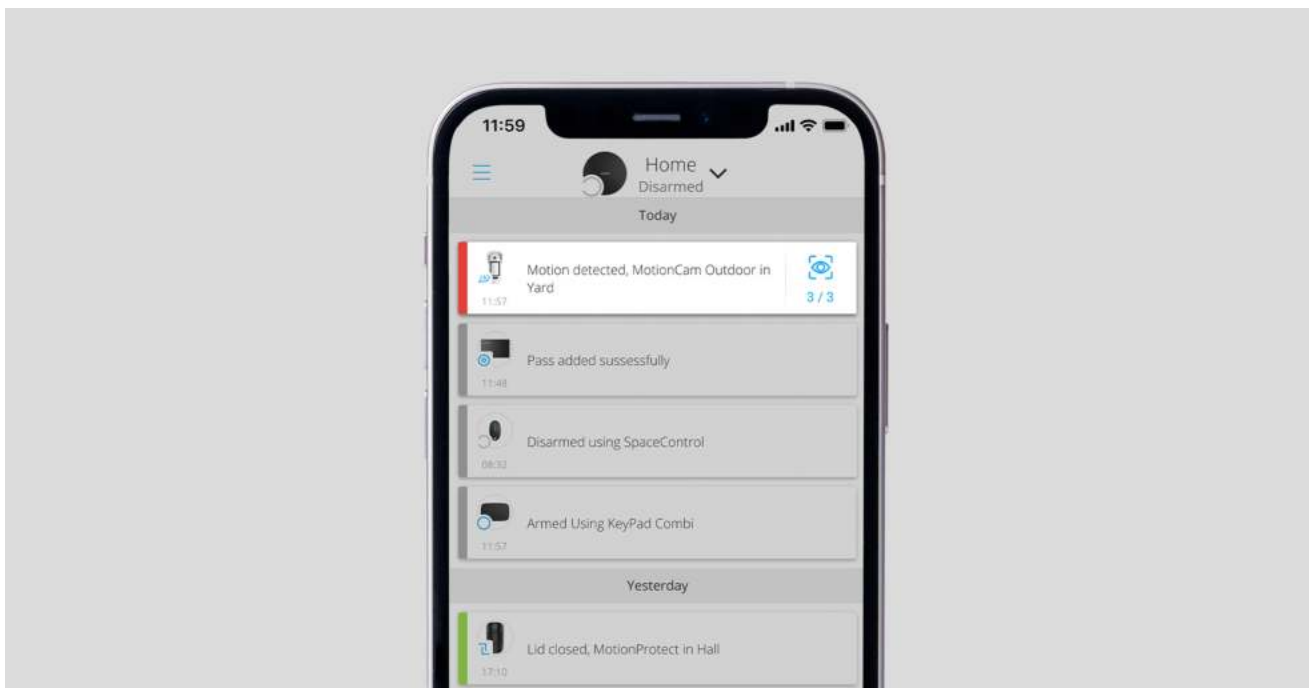 11:59
Home
Disarmed
Today
Motion detected, MotionCam Outdoor in
Yard
11:57
3 / 3
Pass added sussessfully
11:48
Disarmed using SpaceControl
08:32
Armed Using KeyPad Combi
11:57
Yesterday
Lid closed, MotionProtect in Hall
17:10